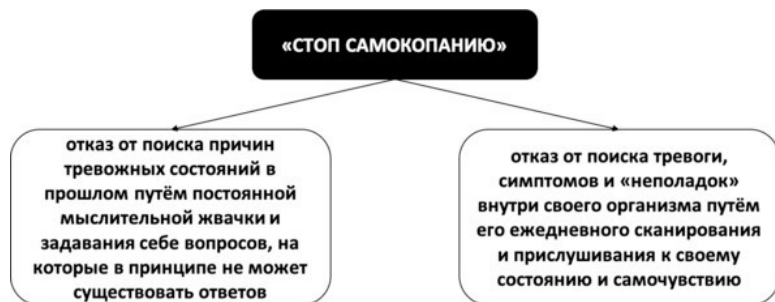 «СТОП САМОКОПАНИЮ»
отказ от поиска причин
тревожных состояний в
прошлом путём постоянной
мыслительной жвачки и
задавания себе вопросов, на
которые в принципе не может
существовать ответов
отказ от поиска тревоги,
симптомов и «неполадок»
внутри своего организма путём
его ежедневного сканирования
и прислушивания к своему
состоянию и самочувствию